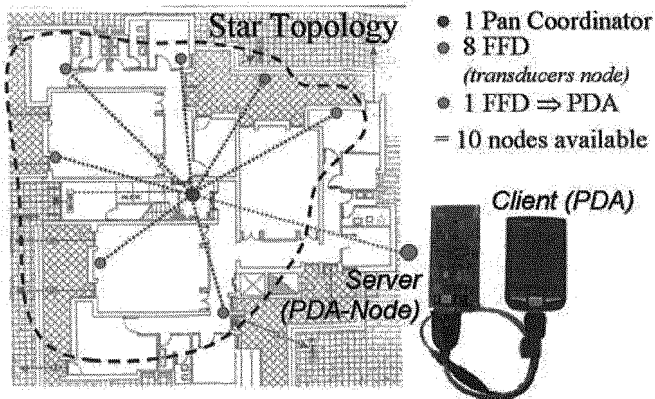 Star Topology
• 1 Pan Coordinator
• 8 FFD
(transducers node)
• 1 FFD ⇒ PDA
= 10 nodes available
Client (PDA)
Server
(PDA-Node)